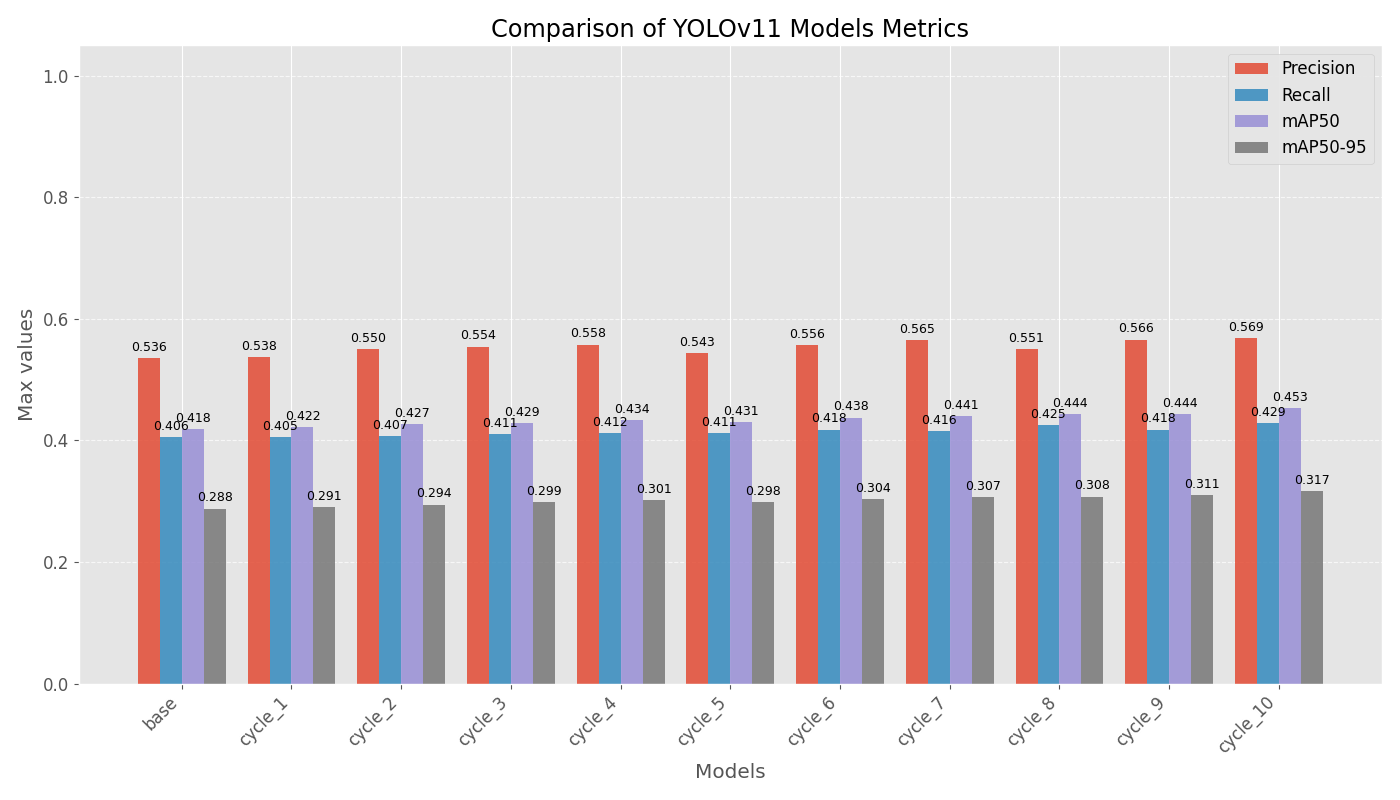 Comparison of YOLOv11 Models Metrics
Precision
Recall
mAP50
mAP50-95
Max values
1.0
0.8
0.6
0.4
0.2
0.0
0.536 0.406 0.418 0.288
0.538 0.405 0.422 0.291
0.550 0.407 0.427 0.294
0.554 0.411 0.429 0.299
0.558 0.412 0.434 0.301
0.543 0.411 0.431 0.298
0.556 0.418 0.438 0.304
0.565 0.416 0.441 0.307
0.551 0.425 0.444 0.308
0.566 0.418 0.444 0.311
0.569 0.429 0.453 0.317
base cycle_1 cycle_2 cycle_3 cycle_4 cycle_5 cycle_6 cycle_7 cycle_8 cycle_9 cycle_10
Models